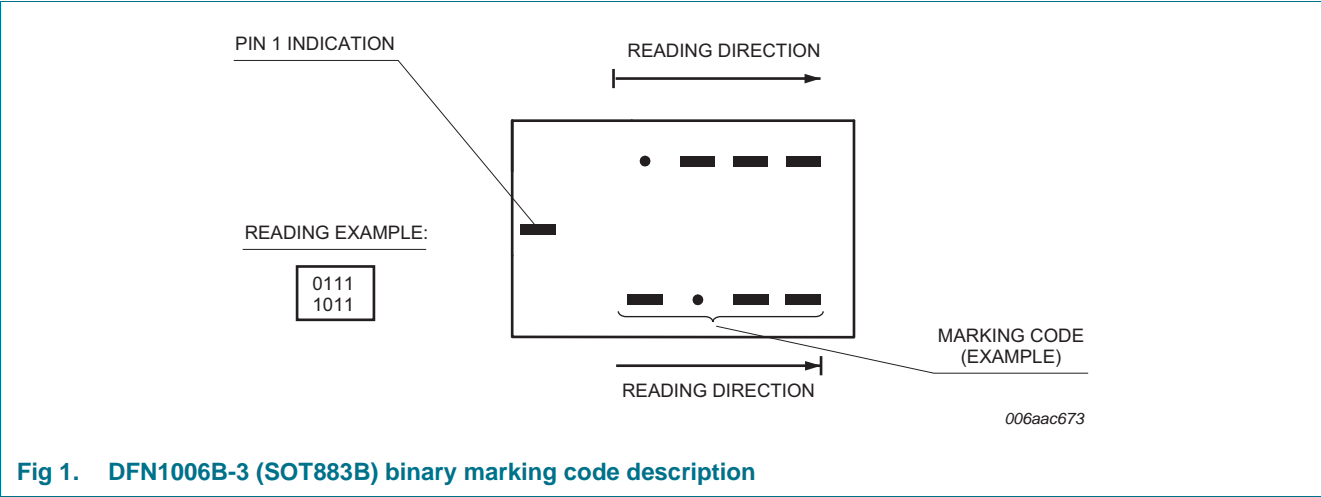 PIN 1 INDICATION
READING DIRECTION
READING EXAMPLE:
0111
1011
MARKING CODE
(EXAMPLE)
READING DIRECTION
006aac673
Fig 1. DFN1006B-3 (SOT883B) binary marking code description